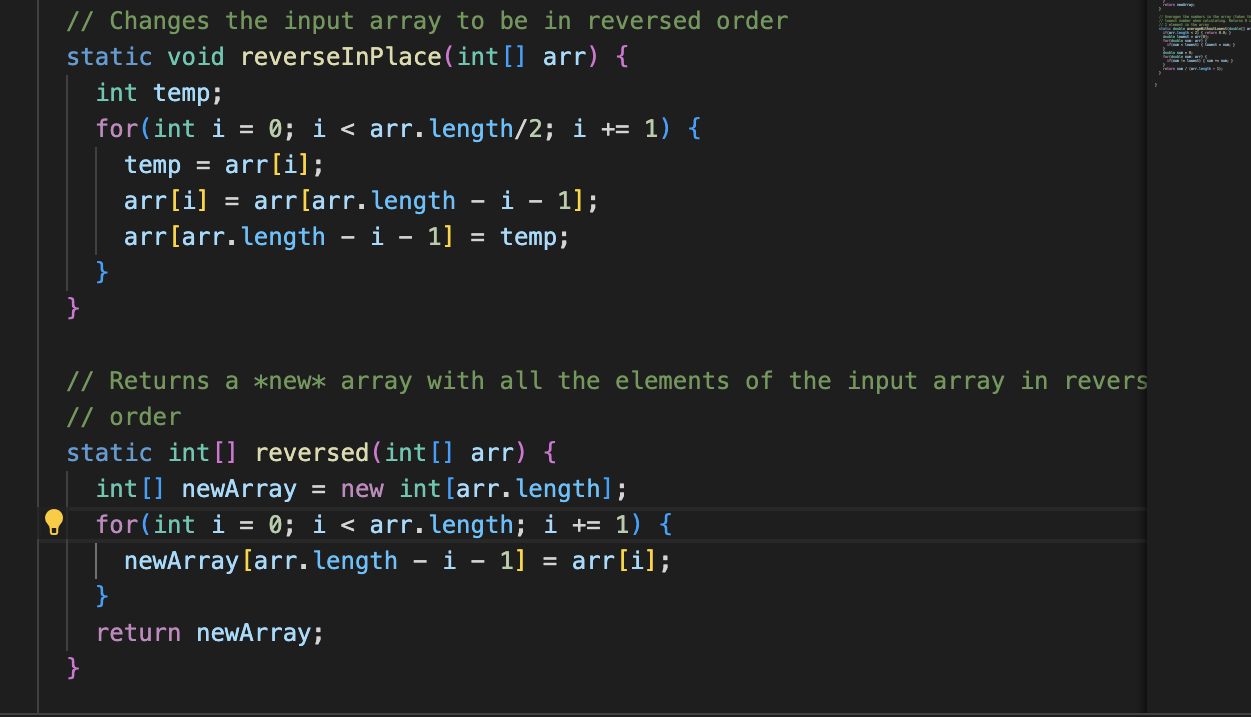 // Changes the input array to be in reversed order
static void reverseInPlace(int[] arr) {
int temp;
for(int i = 0; i < arr.length/2; i += 1) {
temp = arr[i];
arr[i] = arr[arr.length - i - 1];
arr[arr.length - i - 1] = temp;
}
}
// Returns a *new* array with all the elements of the input array in revers
// order
static int[] reversed(int[] arr) {
int[] newArray = new int[arr.length];
for(int i = 0; i < arr.length; i += 1) {
newArray[arr.length - i - 1] = arr[i];
}
return newArray;
}